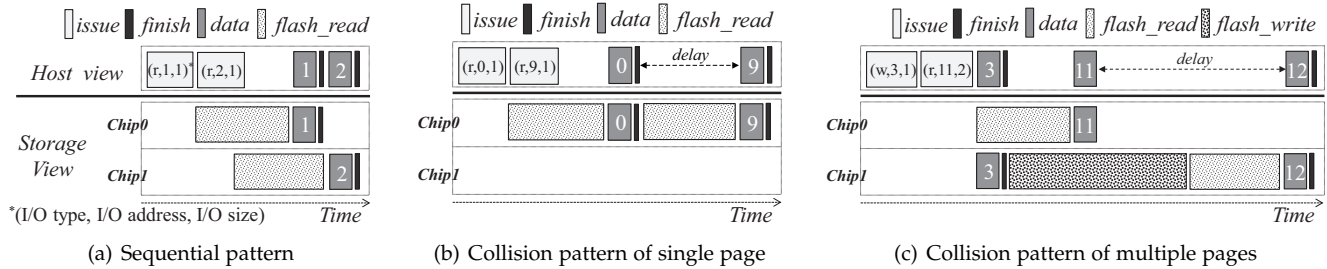 issue finish data flash_read
Host view
(r,1,1)*
(r,2,1)
1
2
Storage
View
Chip0
1
Chip1
2
*(I/O type, I/O address, I/O size)
Time
(a) Sequential pattern
issue finish data flash_read
(r,0,1)
(r,9,1)
0
delay
9
Chip0
0
9
Chip1
Time
(b) Collision pattern of single page
issue finish data flash_read flash_write
(w,3,1)
(r,11,2)
3
11
delay
12
Chip0
11
Chip1
3
12
Time
(c) Collision pattern of multiple pages